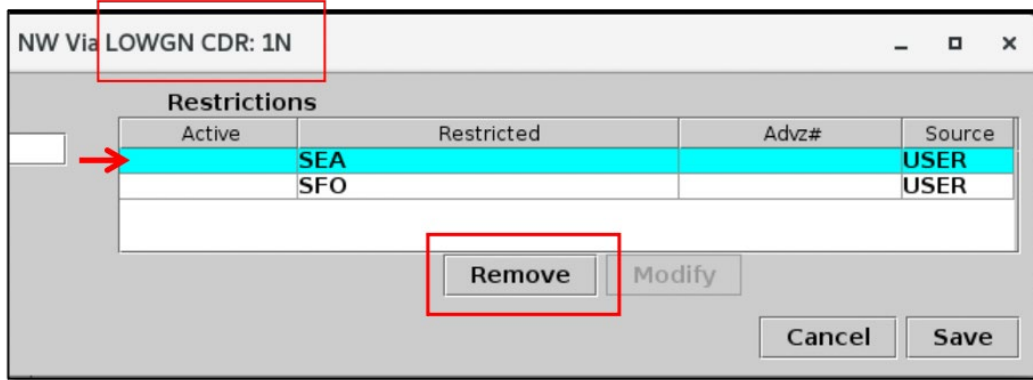 NW Via LOWGN CDR: 1N
Restrictions
Active Restricted Advz# Source
SEA USER
SFO USER
Remove Modify
Cancel Save